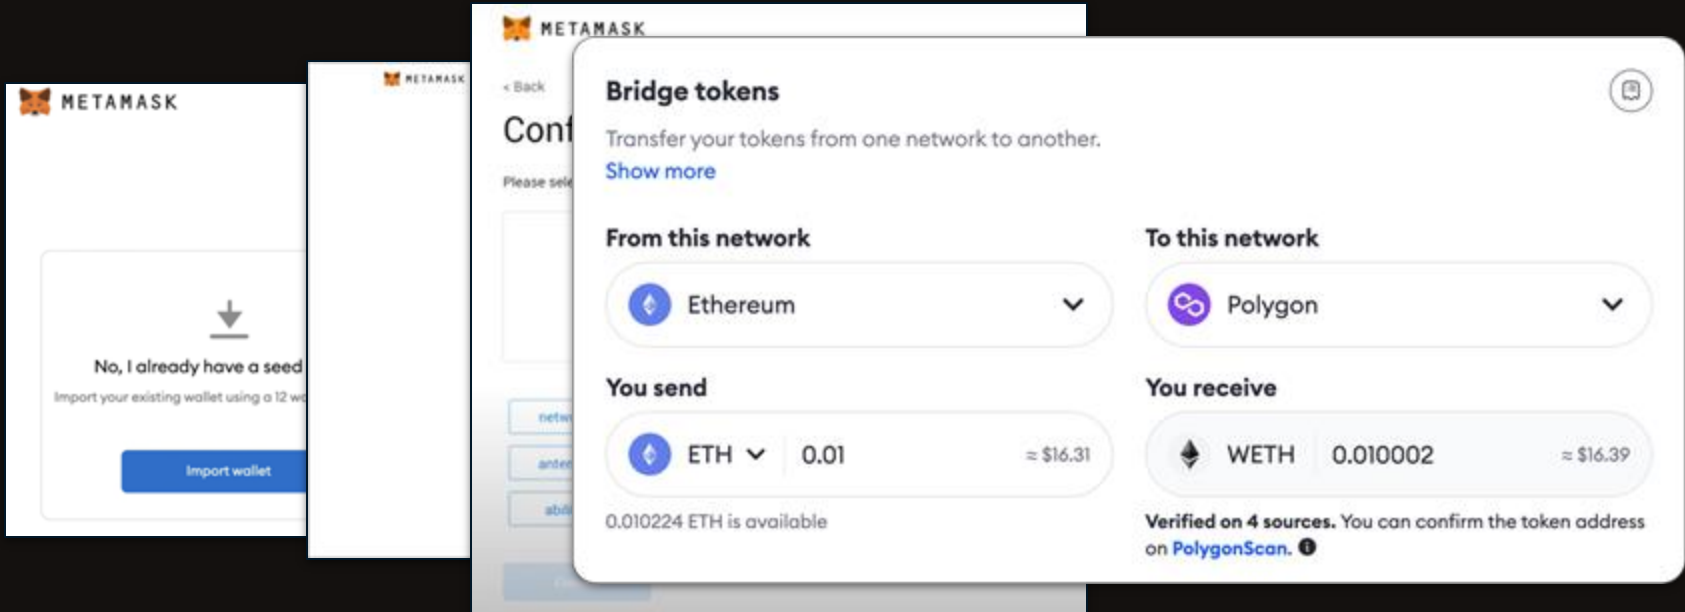 METAMASK
No, I already have a seed
Import your existing wallet using a 12
Import wallet
METAMASK
METAMASK
< Back
Please
Bridge tokens
Transfer your tokens from one network to another.
Show more
From this network
Ethereum
To this network
Polygon
You send
ETH 0.01 ≈ $16.31
0.010224 ETH is available
You receive
WETH 0.010002 ≈ $16.39
Verified on 4 sources. You can confirm the token address
on PolygonScan.